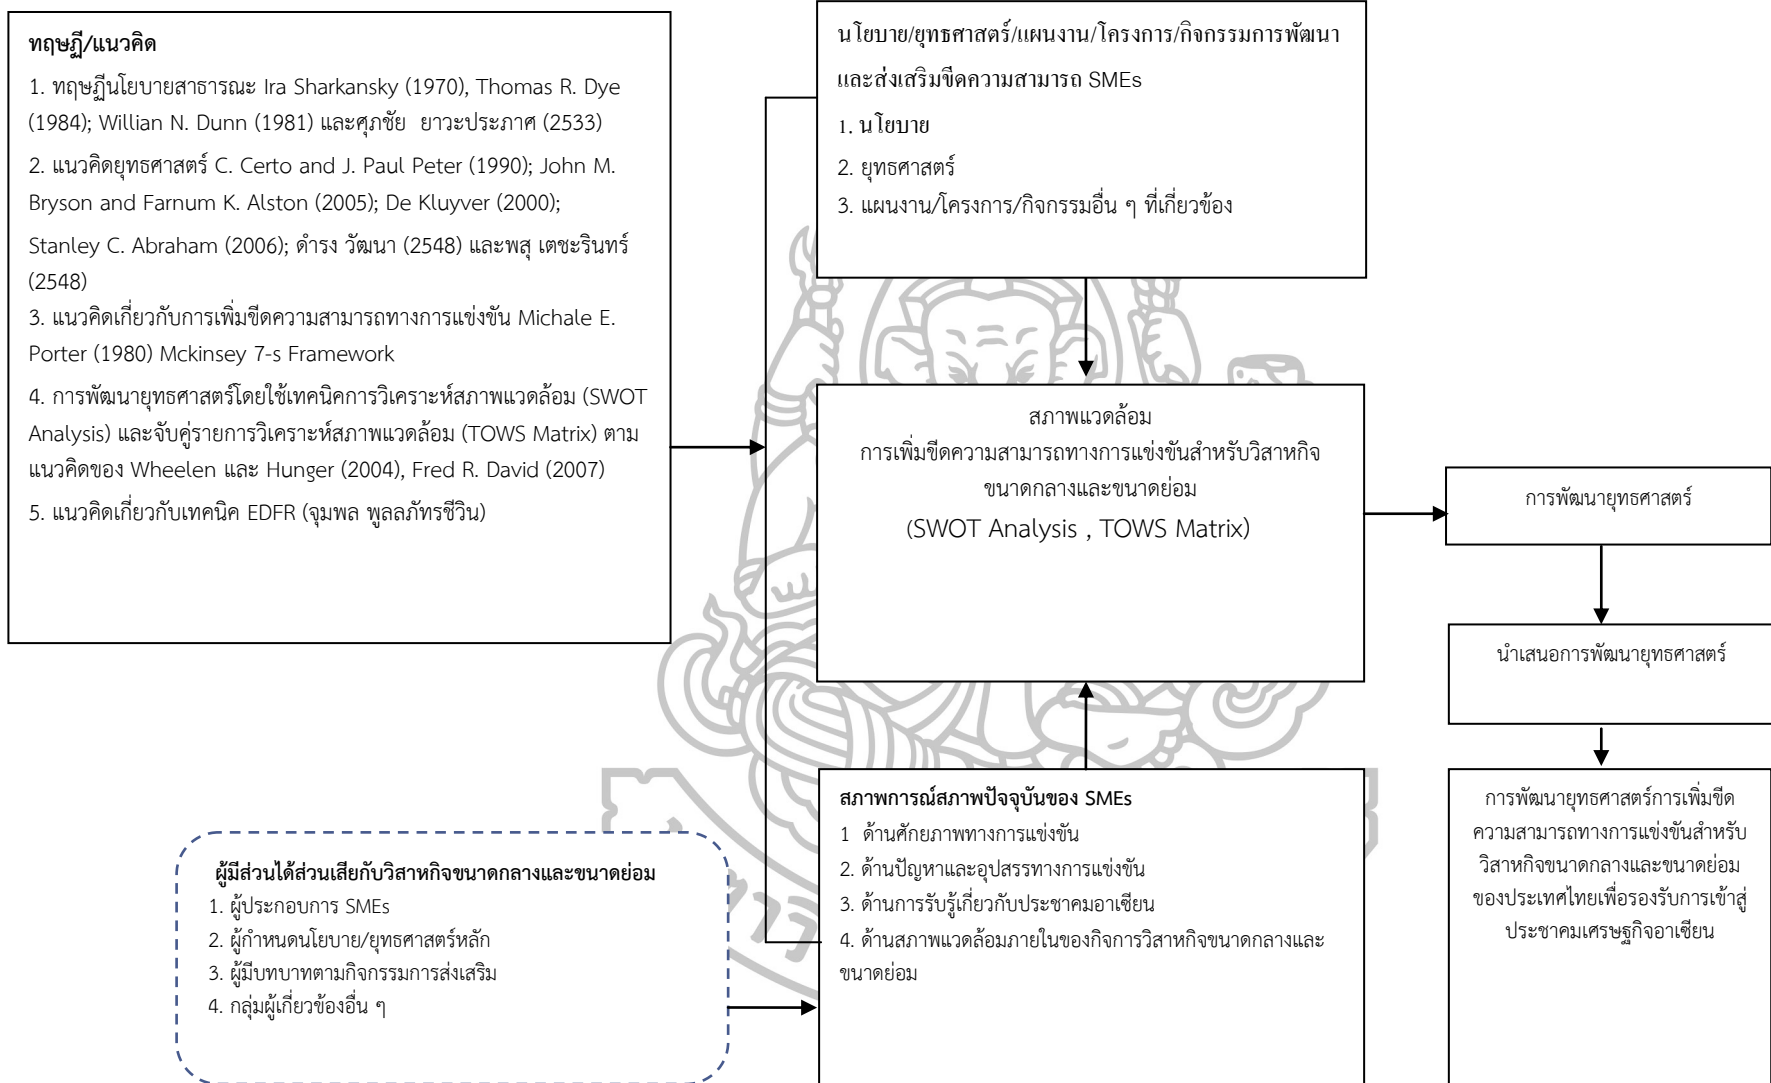 ทฤษฎี/แนวคิด
1. ทฤษฎีนโยบายสาธารณะ Ira Sharkansky (1970), Thomas R. Dye
(1984); Willian N. Dunn (1981) และศุภชัย ยาวะประภาศ (2533)
2. แนวคิดยุทธศาสตร์ C. Certo and J. Paul Peter (1990); John M.
Bryson and Farnum K. Alston (2005); De Kluyver (2000);
Stanley C. Abraham (2006); ดำรง วัฒนา (2548) และพสุ เตชะรินทร์
(2548)
3. แนวคิดเกี่ยวกับการเพิ่มขีดความสามารถทางการแข่งขัน Michale E.
Porter (1980) Mckinsey 7-s Framework
4. การพัฒนายุทธศาสตร์โดยใช้เทคนิคการวิเคราะห์สภาพแวดล้อม (SWOT
Analysis) และจับคู่รายการวิเคราะห์สภาพแวดล้อม (TOWS Matrix) ตาม
แนวคิดของ Wheelen และ Hunger (2004), Fred R. David (2007)
5. แนวคิดเกี่ยวกับเทคนิค EDFR (จุมพล พูลลภัทรชีวิน)
นโยบาย/ยุทธศาสตร์/แผนงาน/โครงการ/กิจกรรมการพัฒนา
และส่งเสริมขีดความสามารถ SMEs
1. นโยบาย
2. ยุทธศาสตร์
3. แผนงาน/โครงการ/กิจกรรมอื่น ๆ ที่เกี่ยวข้อง
สภาพแวดล้อม
การเพิ่มขีดความสามารถทางการแข่งขันสำหรับวิสาหกิจ
ขนาดกลางและขนาดย่อม
(SWOT Analysis , TOWS Matrix)
การพัฒนายุทธศาสตร์
นำเสนอการพัฒนายุทธศาสตร์
การพัฒนายุทธศาสตร์การเพิ่มขีด
ความสามารถทางการแข่งขันสำหรับ
วิสาหกิจขนาดกลางและขนาดย่อม
ของประเทศไทยเพื่อรองรับการเข้าสู่
ประชาคมเศรษฐกิจอาเซียน
สภาพการณ์สภาพปัจจุบันของ SMEs
1 ด้านศักยภาพทางการแข่งขัน
2. ด้านปัญหาและอุปสรรทางการแข่งขัน
3. ด้านการรับรู้เกี่ยวกับประชาคมอาเซียน
4. ด้านสภาพแวดล้อมภายในของกิจการวิสาหกิจขนาดกลางและ
ขนาดย่อม
ผู้มีส่วนได้ส่วนเสียกับวิสาหกิจขนาดกลางและขนาดย่อม
1. ผู้ประกอบการ SMEs
2. ผู้กำหนดนโยบาย/ยุทธศาสตร์หลัก
3. ผู้มีบทบาทตามกิจกรรมการส่งเสริม
4. กลุ่มผู้เกี่ยวข้องอื่น ๆ